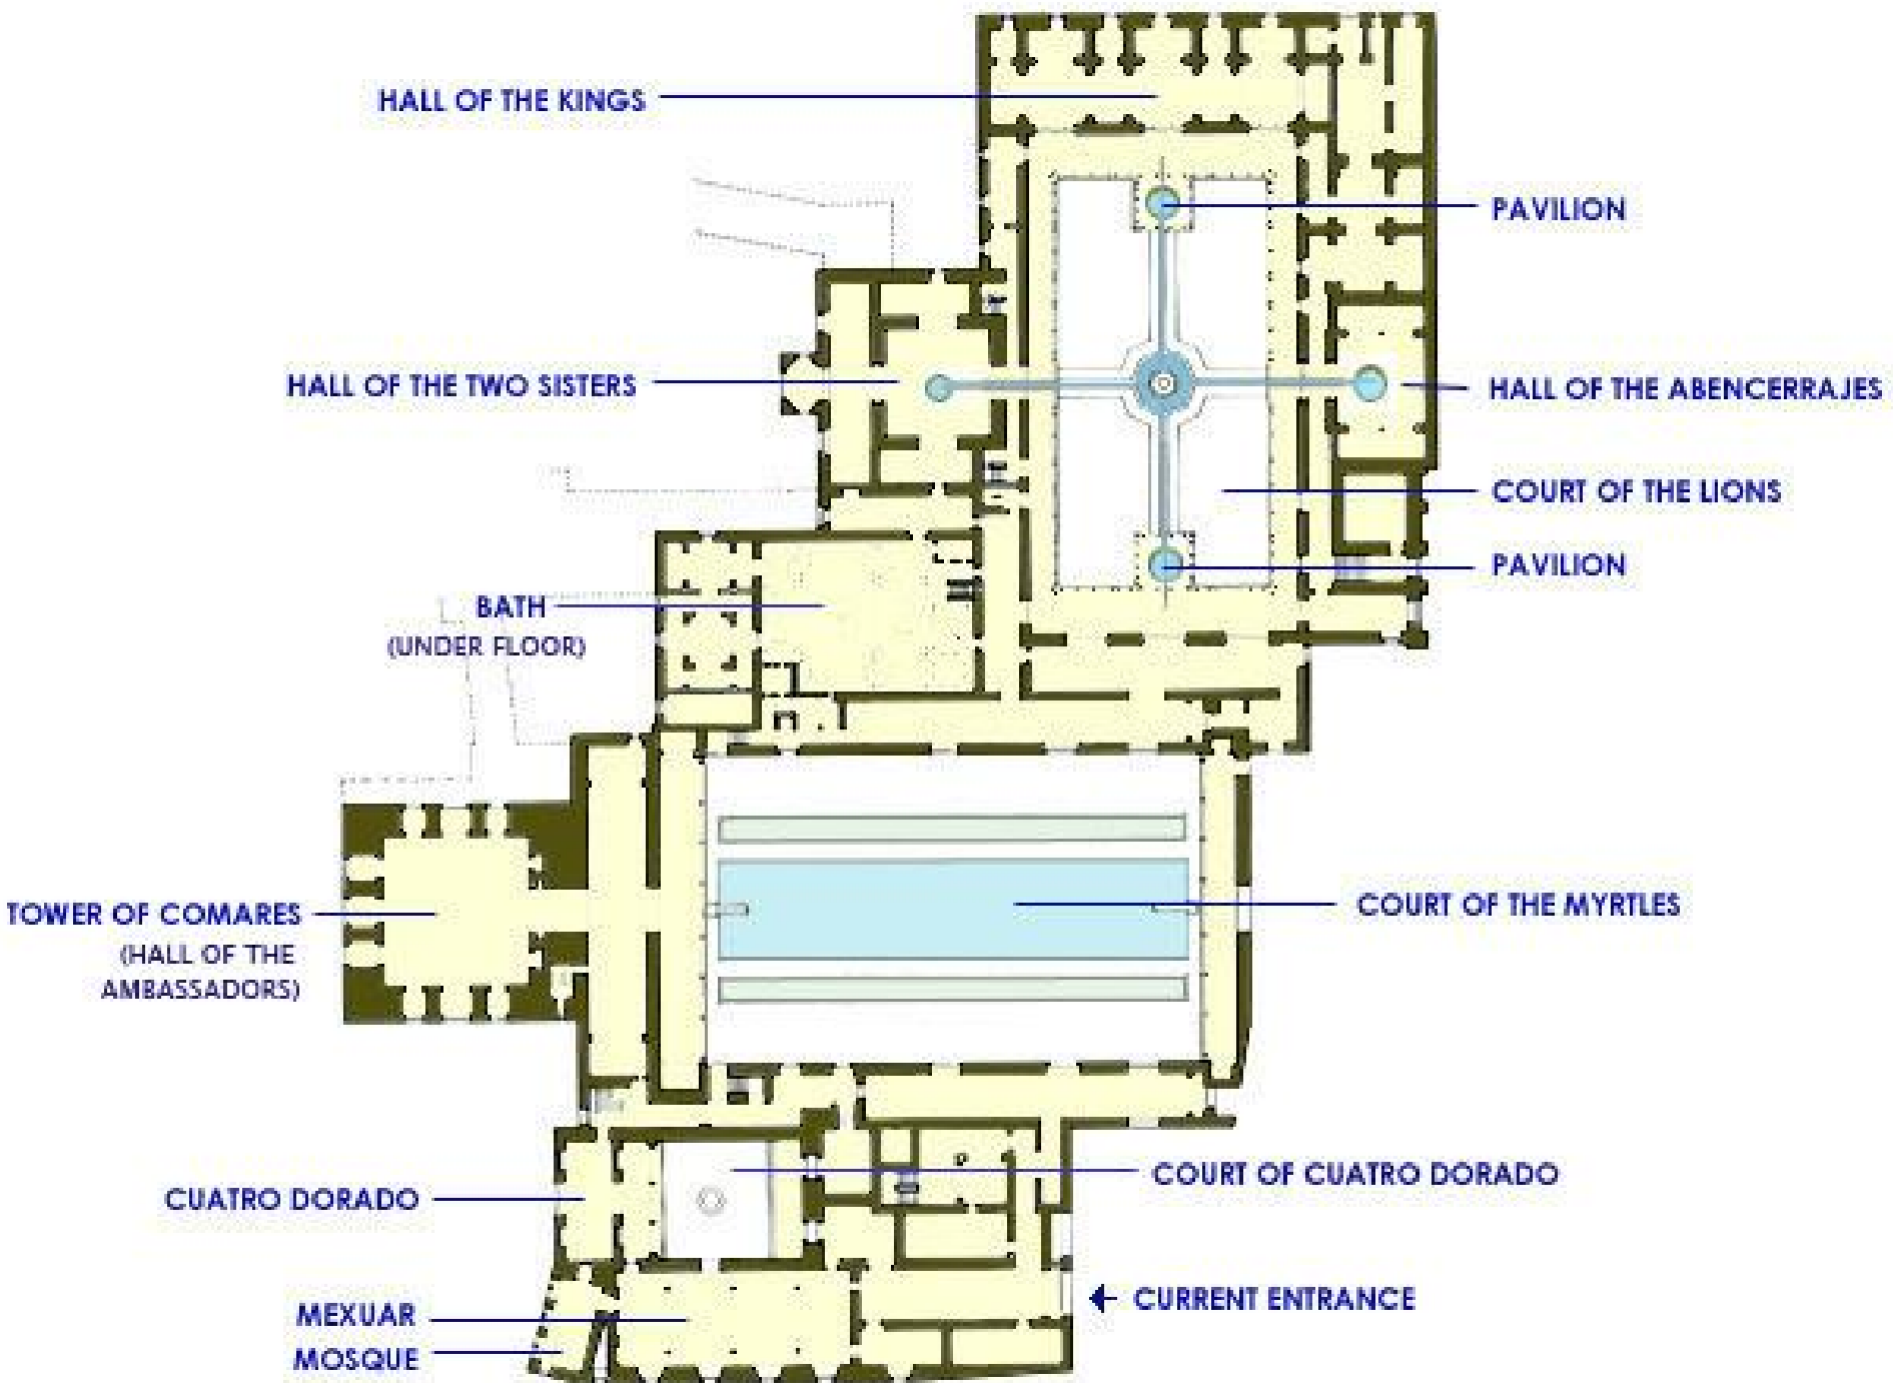 HALL OF THE KINGS
PAVILION
HALL OF THE TWO SISTERS
HALL OF THE ABENCERRAJES
COURT OF THE LIONS
PAVILION
BATH
(UNDER FLOOR)
TOWER OF COMARES
(HALL OF THE
AMBASSADORS)
COURT OF THE MYRTLES
CUATRO DORADO
COURT OF CUATRO DORADO
MEXUAR
MOSQUE
CURRENT ENTRANCE